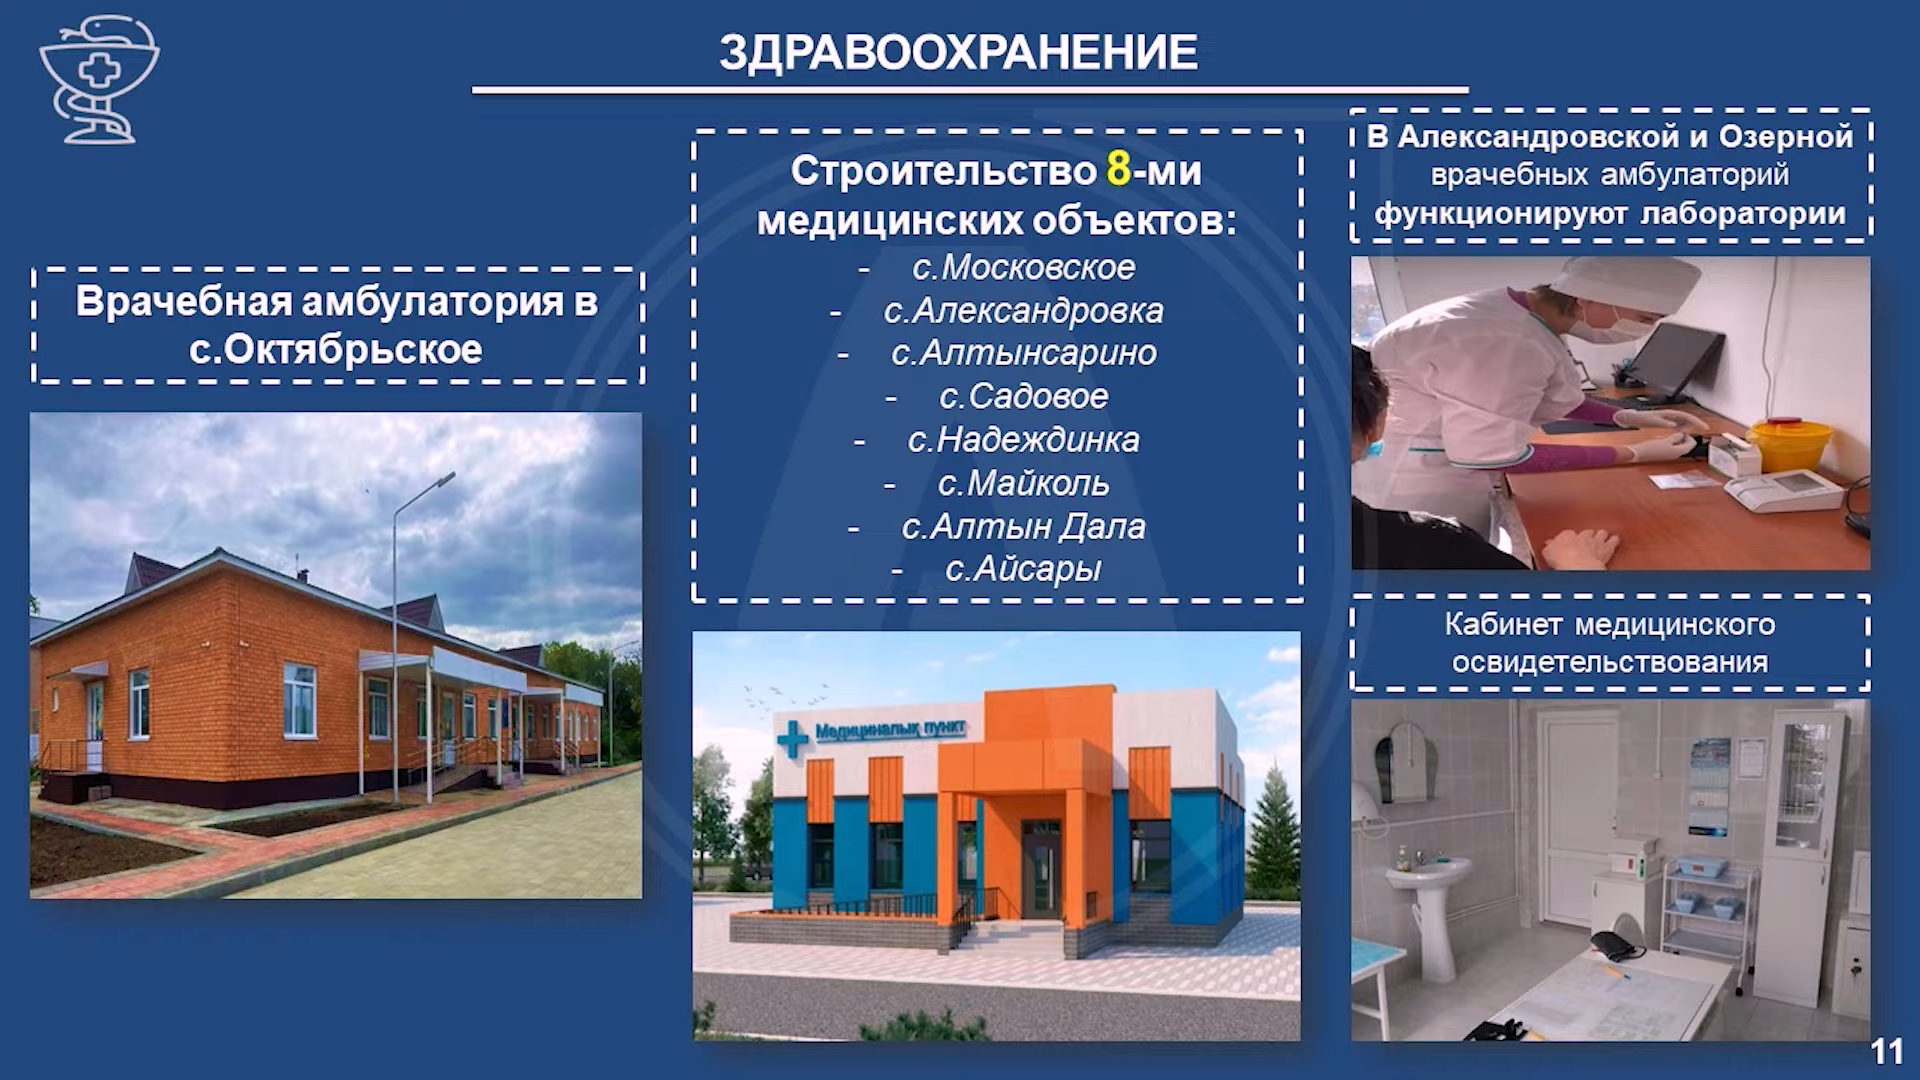 ЗДРАВООХРАНЕНИЕ
Врачебная амбулатория в
с.Октябрьское
Строительство 8-ми
медицинских объектов:
- с.Московское
- с.Александровка
- с.Алтынсарино
- с.Садовое
- с.Надеждинка
- с.Майколь
- с.Алтын Дала
- с.Айсары
Медициналық пункт
В Александровской и Озерной
врачебных амбулаторий
функционируют лаборатории
Кабинет медицинского
освидетельствования
11